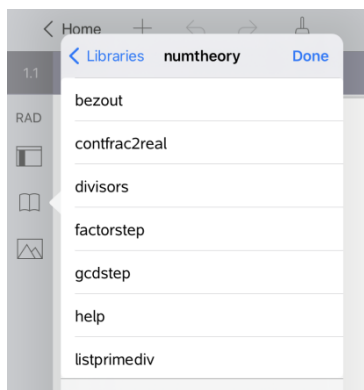 Home
Libraries numtheory Done
1.1
bezout
RAD
contfrac2real
divisors
factorstep
gcdstep
help
listprimediv